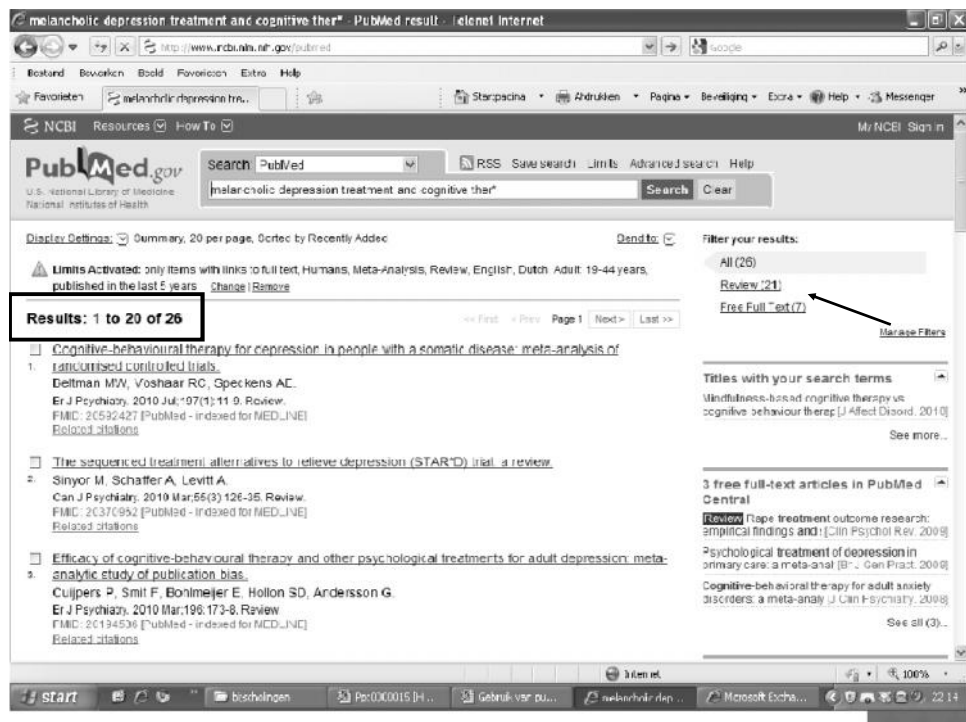 melancholic depression treatment and cognitive ther* - PubMed result - Telenet Internet
http://www.ncbi.nlm.nih.gov/pubmed
Google
Bestand Bewerken Beeld Favorieten Extra Help
Favorieten melancholic depression tre... Startpagina Afdrukken Pagina Beveiliging Extra Help Messenger
NCBI Resources How To My NCBI Sign In
PubMed.gov
U.S. National Library of Medicine
National Institutes of Health
Search PubMed
RSS Save search Limits Advanced search Help
melancholic depression treatment and cognitive ther*
Search Clear
Display Settings: Summary, 20 per page, Sorted by Recently Added
Send to:
Limits Activated: only items with links to full text, Humans, Meta-Analysis, Review, English, Dutch, Adult: 19-44 years,
published in the last 5 years Change | Remove
Results: 1 to 20 of 26
<< First < Prev Page 1 Next > Last >>
1. Cognitive-behavioural therapy for depression in people with a somatic disease: meta-analysis of
randomised controlled trials.
Beltman MW, Voshaar RC, Speckens AE.
Br J Psychiatry. 2010 Jul;197(1):11-9. Review.
PMID: 20592427 [PubMed - indexed for MEDLINE]
Related citations
2. The sequenced treatment alternatives to relieve depression (STAR*D) trial: a review.
Sinyor M, Schaffer A, Levitt A.
Can J Psychiatry. 2010 Mar;55(3):126-35. Review.
PMID: 20370962 [PubMed - indexed for MEDLINE]
Related citations
3. Efficacy of cognitive-behavioural therapy and other psychological treatments for adult depression: meta-
analytic study of publication bias.
Cuijpers P, Smit F, Bohlmeijer E, Hollon SD, Andersson G.
Br J Psychiatry. 2010 Mar;196:173-8. Review
PMID: 20194536 [PubMed - indexed for MEDLINE]
Related citations
Filter your results:
All (26)
Review (21)
Free Full Text (7)
Manage Filters
Titles with your search terms
Mindfulness-based cognitive therapy vs
cognitive behaviour therap [J Affect Disord. 2010]
See more...
3 free full-text articles in PubMed
Central
Review Rape treatment outcome research:
empirical findings and s [Clin Psychol Rev. 2009]
Psychological treatment of depression in
primary care: a meta-anal [Br J Gen Pract. 2009]
Cognitive-behavioral therapy for adult anxiety
disorders: a meta-analy [J Clin Psychiatry. 2008]
See all (3)...
Internet 100%
start bijscholingen Ppt0000015 [H... Gebruik van pu... melancholic dep... Microsoft Excha... 22:14